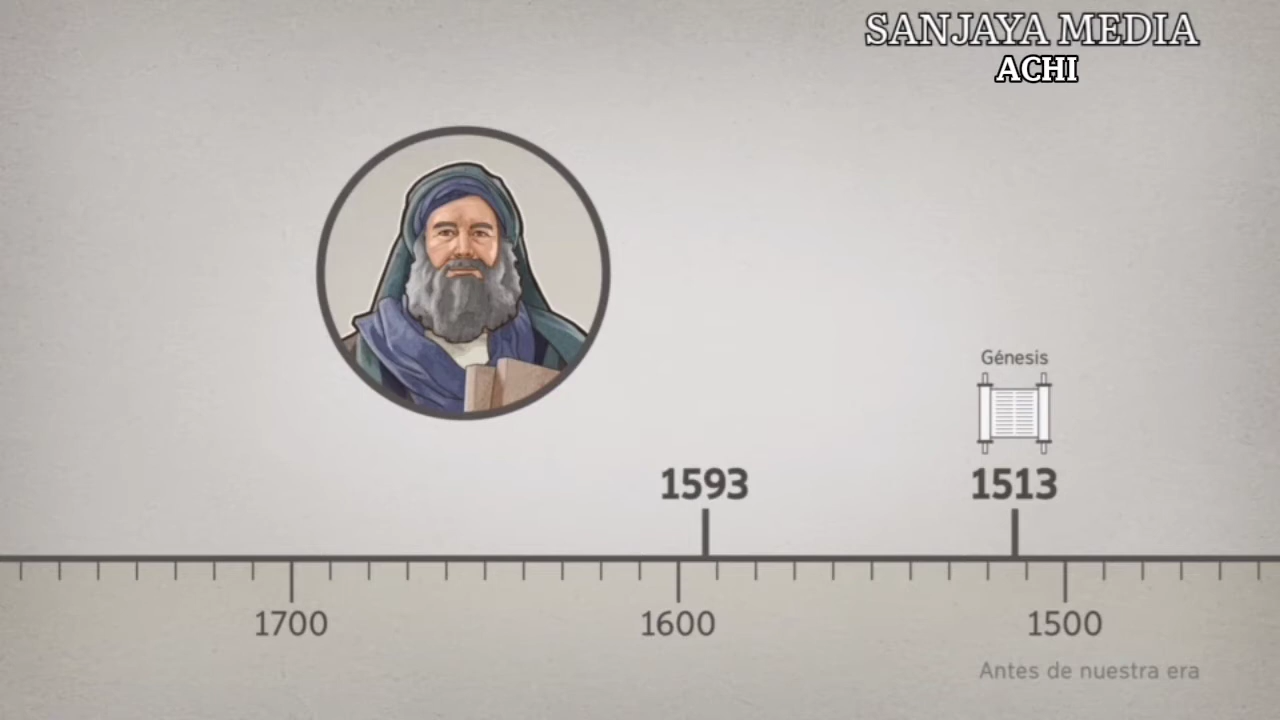 SANJAYA MEDIA
ACHI
Génesis
1593
1513
1700
1600
1500
Antes de nuestra era